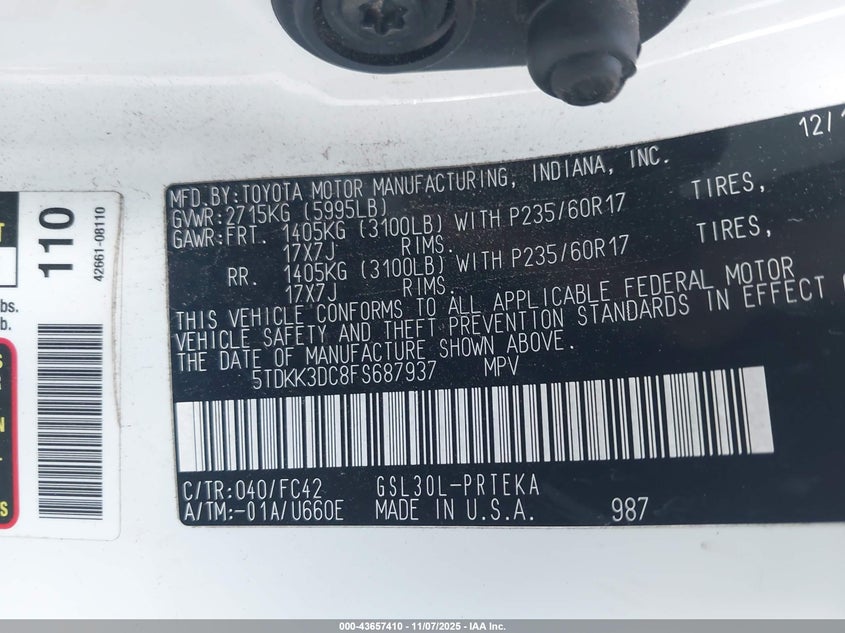 12/1
MFD.BY:TOYOTA MOTOR MANUFACTURING, INDIANA, INC.
GVWR:2715KG (5995LB)
GAWR:FRT. 1405KG (3100LB) WITH P235/60R17 TIRES,
17X7J RIMS.
RR. 1405KG (3100LB) WITH P235/60R17 TIRES,
17X7J RIMS.
THIS VEHICLE CONFORMS TO ALL APPLICABLE FEDERAL MOTOR
VEHICLE SAFETY AND THEFT PREVENTION STANDARDS IN EFFECT
THE DATE OF MANUFACTURE SHOWN ABOVE.
5TDKK3DC8FS687937 MPV
C/TR:040/FC42 GSL30L-PRTEKA
A/TM:-01A/U660E MADE IN U.S.A. 987
110
42661-08110
lbs.
b.
000-43657410 — 11/07/2025 — IAA Inc.